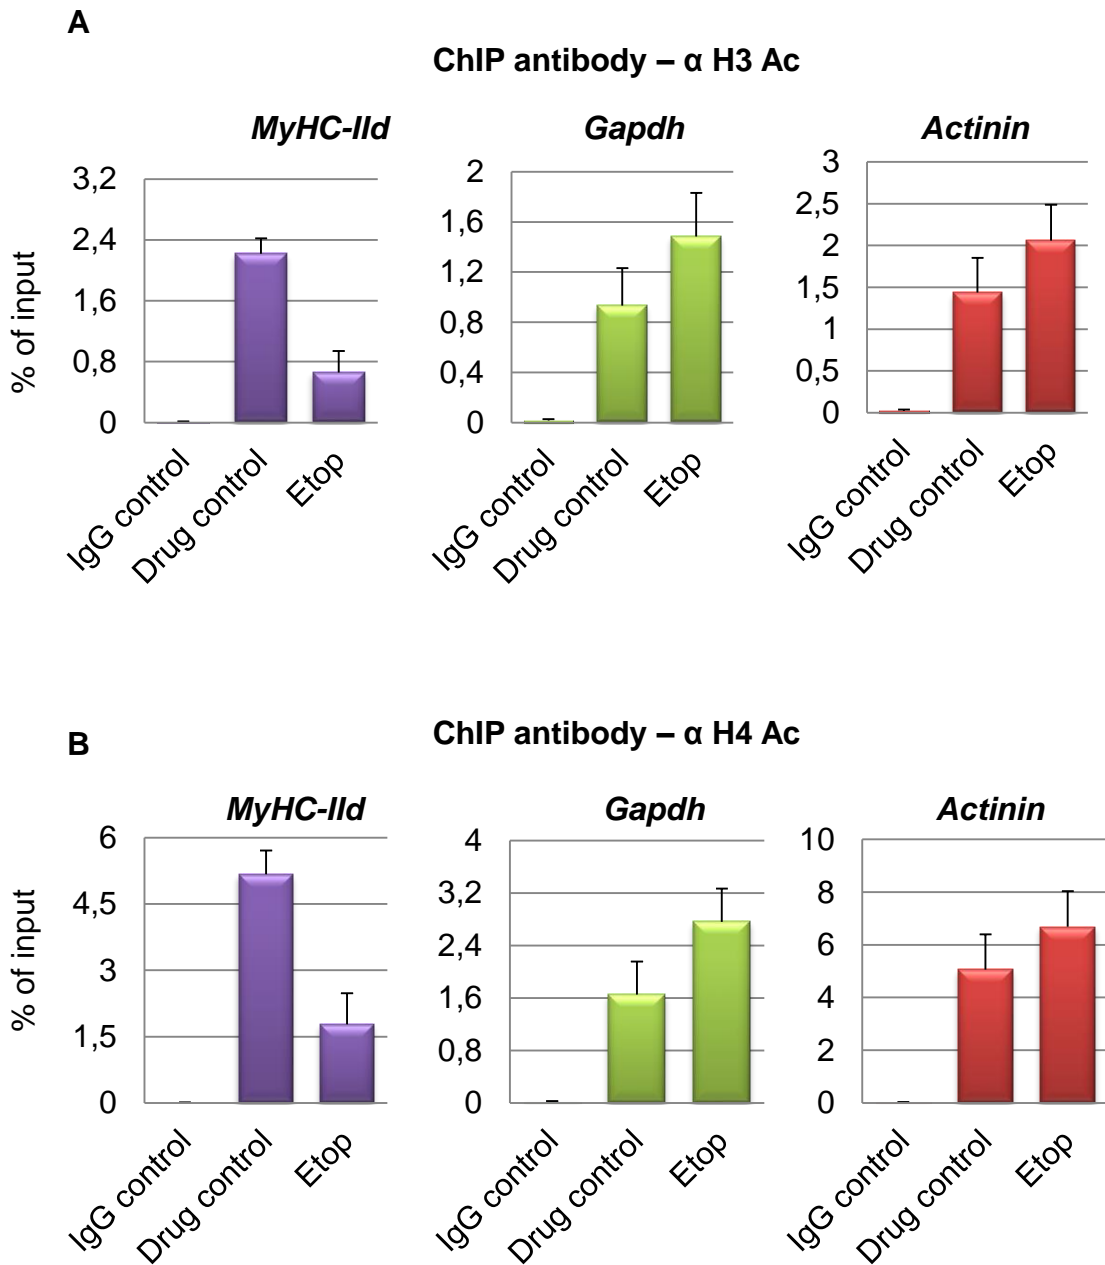 A
ChIP antibody – α H3 Ac
MyHC-IId
Gapdh
Actinin
% of input
3,2
2,4
1,6
0,8
0
IgG control
Drug control
Etop
2
1,6
1,2
0,8
0,4
0
IgG control
Drug control
Etop
3
2,5
2
1,5
1
0,5
0
IgG control
Drug control
Etop
B
ChIP antibody – α H4 Ac
MyHC-IId
Gapdh
Actinin
% of input
6
4,5
3
1,5
0
IgG control
Drug control
Etop
4
3,2
2,4
1,6
0,8
0
IgG control
Drug control
Etop
10
8
6
4
2
0
IgG control
Drug control
Etop